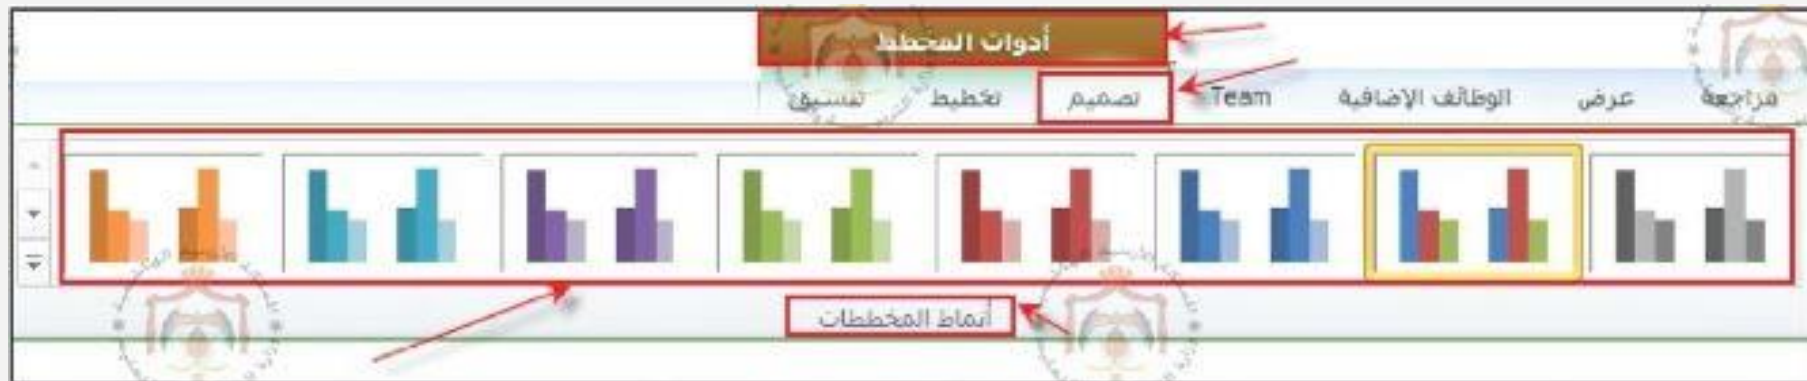 أدوات المخطط
مراجعة عرض الوظائف الإضافية Team تصميم تخطيط تنسيق
أنماط المخططات